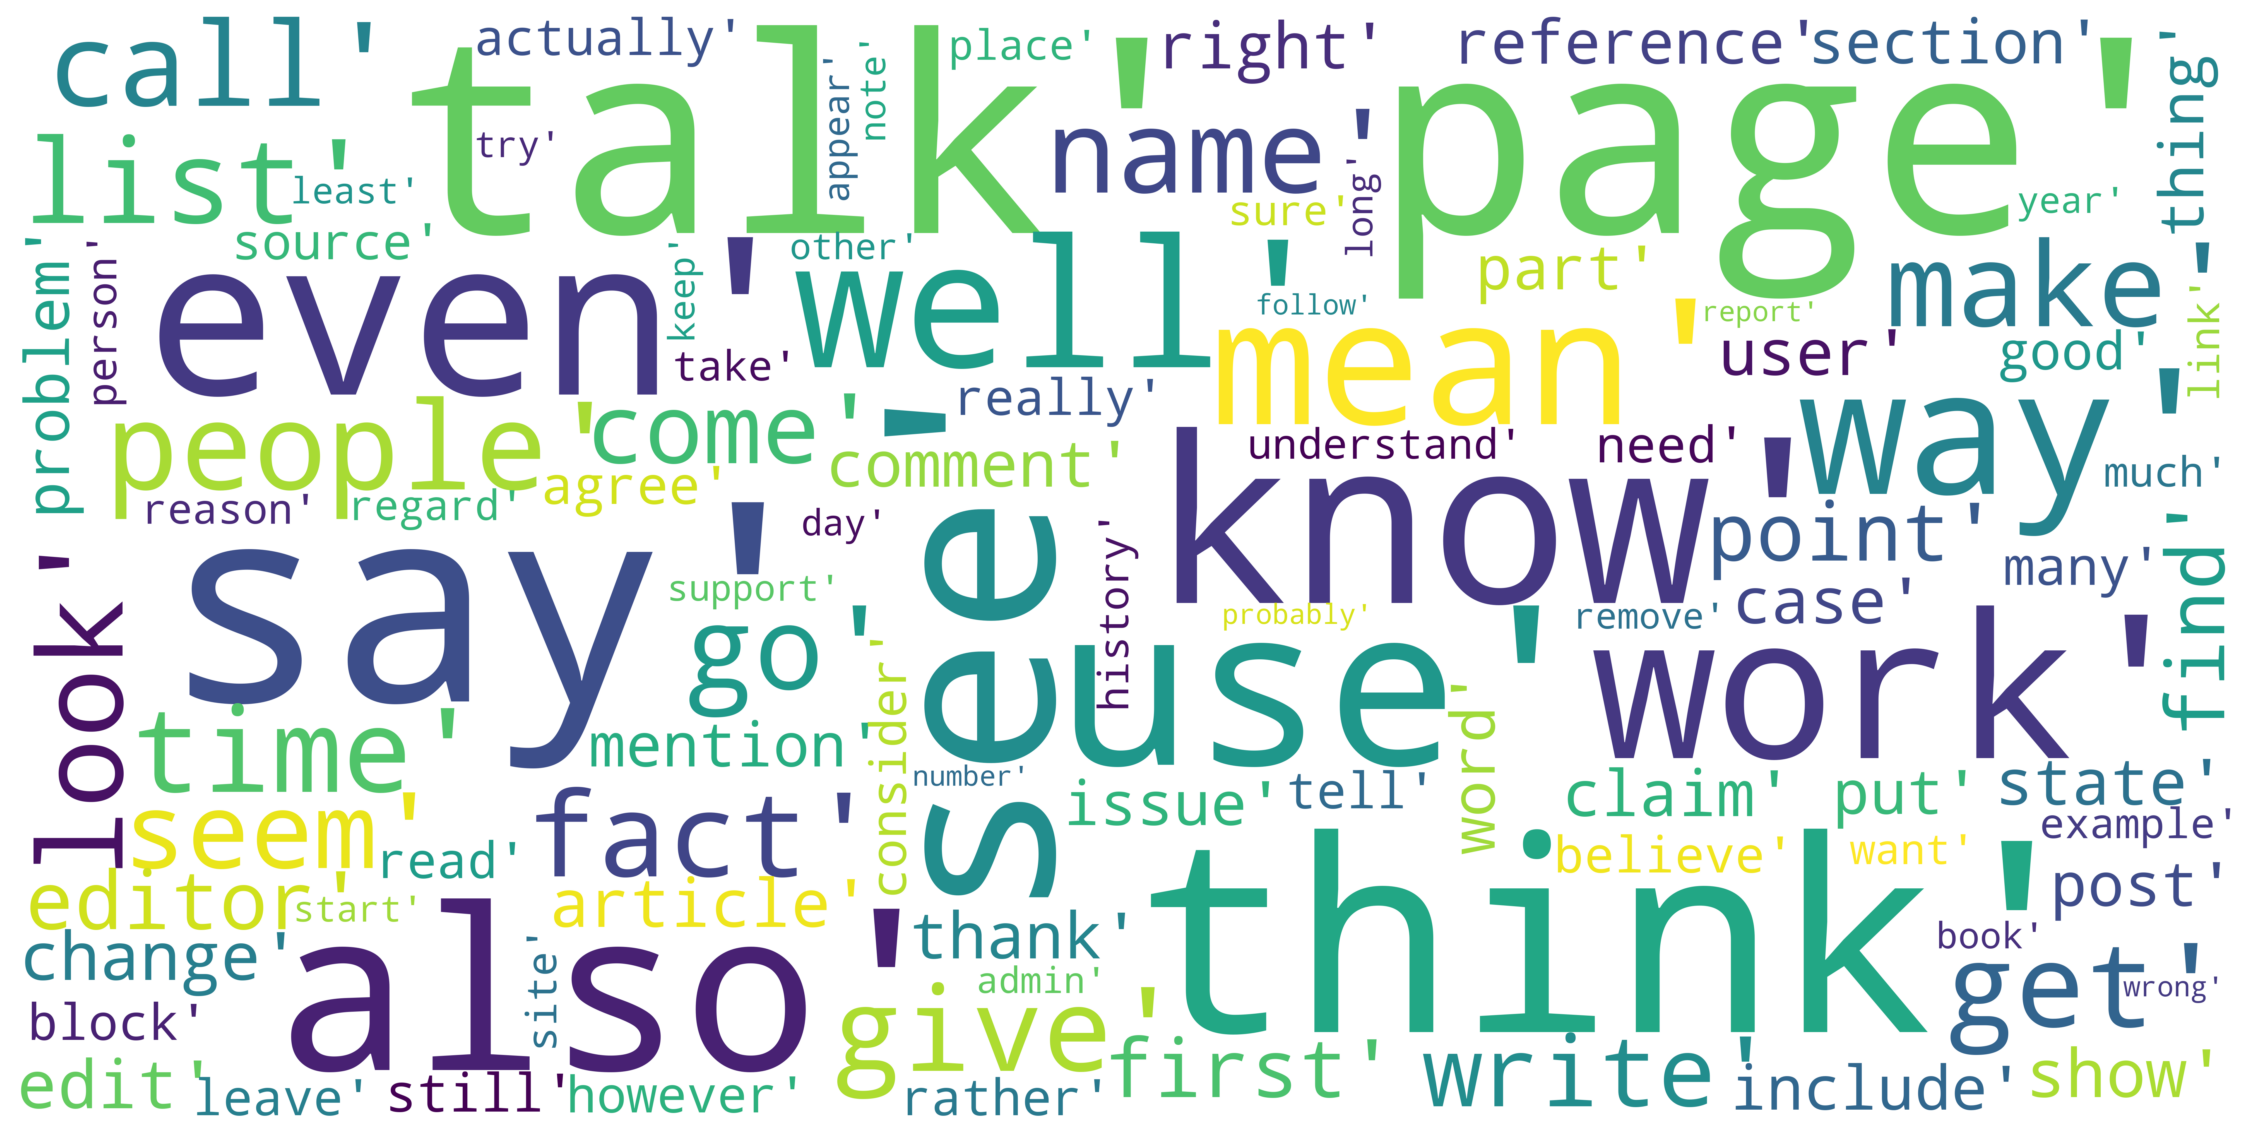 call'
talk'
actually'
place'
right'
reference'
section'
page'
thing'
list'
try'
least'
appear'
note'
name'
long'
sure'
year'
source'
problem'
person'
even'
keep'
other'
well'
follow'
part'
report'
make'
link'
take'
really'
mean'
user'
good'
way'
people'
come'
comment'
agree'
reason'
regard'
understand'
need'
much'
day'
see'
know'
point'
many'
find'
look'
say'
support'
history'
probably'
remove'
case'
go'
use'
work'
time'
mention'
consider'
number'
word'
issue'
tell'
claim'
put'
state'
example'
seem'
read'
fact'
believe'
want'
post'
editor'
start'
article'
think'
change'
also'
site'
thank'
admin'
book'
get'
wrong'
block'
give'
edit'
leave'
still'
however'
rather'
first'
write'
include'
show'